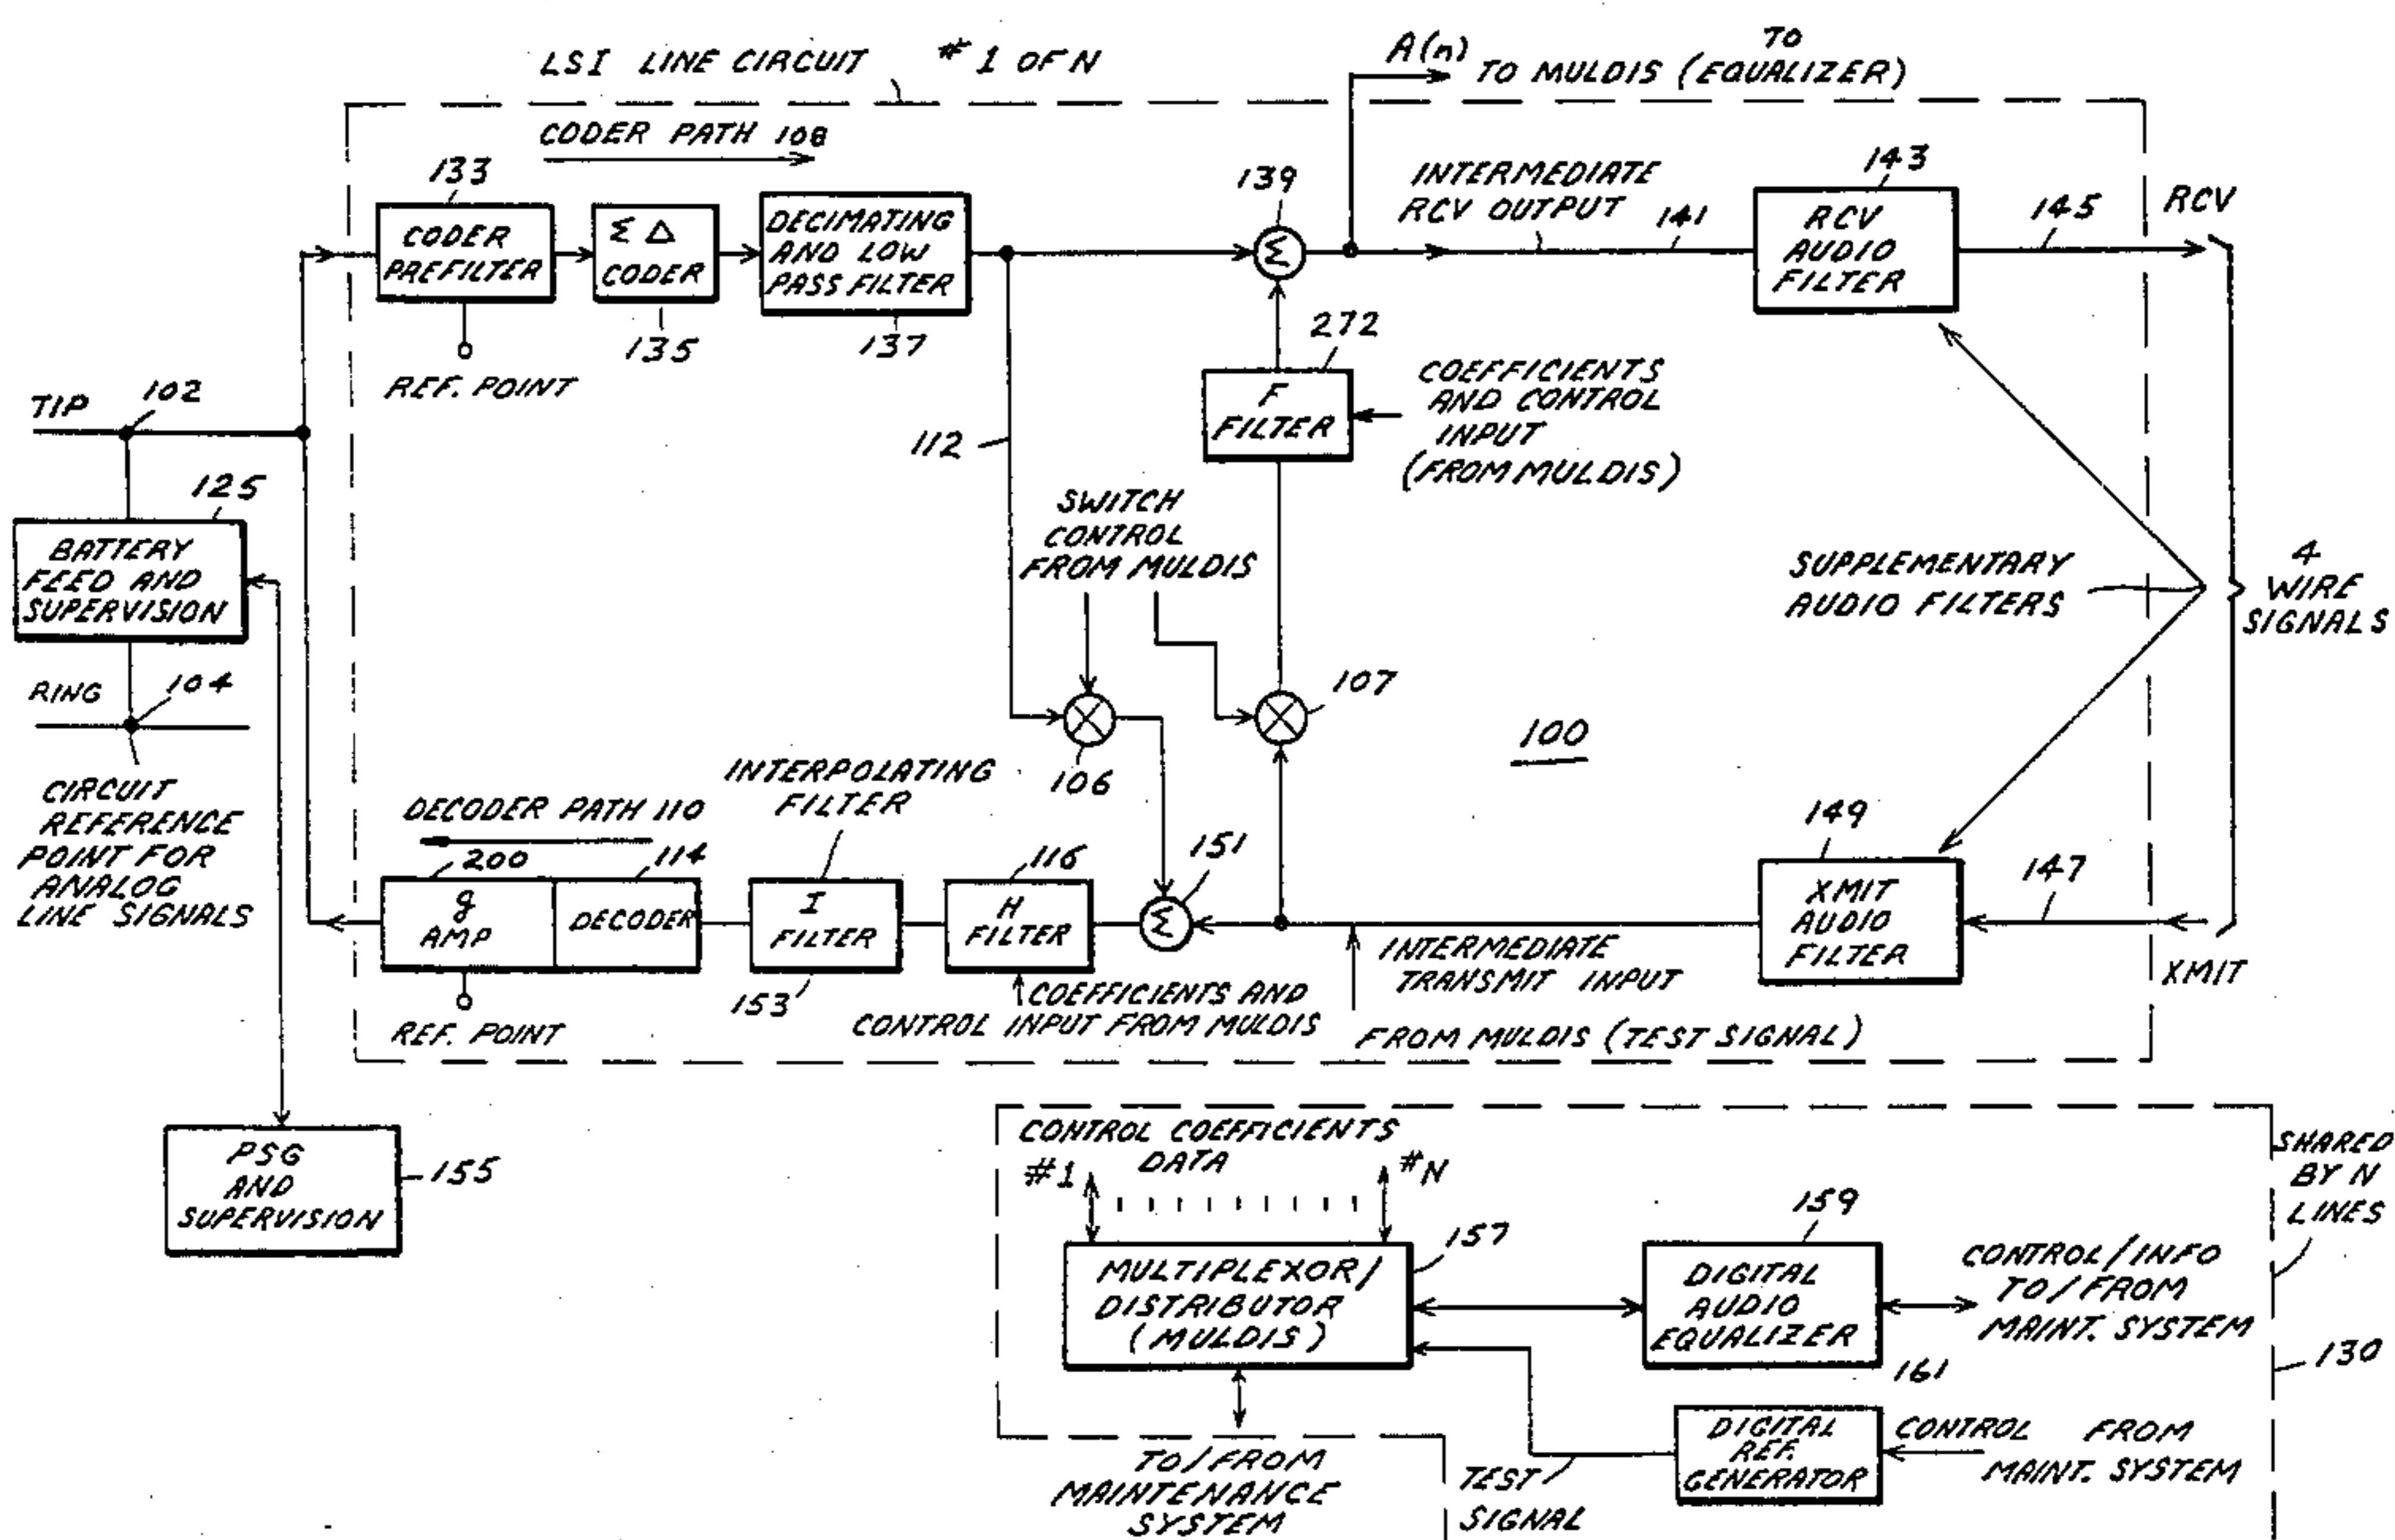 LSI LINE CIRCUIT # 1 OF N
A(n)
TO
TO MULDIS (EQUALIZER)
CODER PATH 108
133
CODER
PREFILTER
REF. POINT
Σ Δ
CODER
135
DECIMATING
AND LOW
PASS FILTER
137
139
Σ
INTERMEDIATE
RCV OUTPUT
141
143
RCV
AUDIO
FILTER
145
RCV
272
F
FILTER
COEFFICIENTS
AND CONTROL
INPUT
(FROM MULDIS)
TIP
102
112
125
BATTERY
FEED AND
SUPERVISION
SWITCH
CONTROL
FROM MULDIS
SUPPLEMENTARY
AUDIO FILTERS
4
WIRE
SIGNALS
RING
104
107
106
100
CIRCUIT
REFERENCE
POINT FOR
ANALOG
LINE SIGNALS
INTERPOLATING
FILTER
DECODER PATH 110
200
114
g
AMP
DECODER
REF. POINT
I
FILTER
153
116
H
FILTER
COEFFICIENTS AND
CONTROL INPUT FROM MULDIS
151
Σ
INTERMEDIATE
TRANSMIT INPUT
FROM MULDIS (TEST SIGNAL)
149
XMIT
AUDIO
FILTER
147
XMIT
PSG
AND
SUPERVISION
155
CONTROL COEFFICIENTS
DATA
#1
#N
MULTIPLEXOR/
DISTRIBUTOR
(MULDIS)
157
159
DIGITAL
AUDIO
EQUALIZER
CONTROL/INFO
TO/FROM
MAINT. SYSTEM
SHARED
BY N
LINES
130
161
DIGITAL
REF.
GENERATOR
CONTROL FROM
MAINT. SYSTEM
TEST
SIGNAL
TO/FROM
MAINTENANCE
SYSTEM